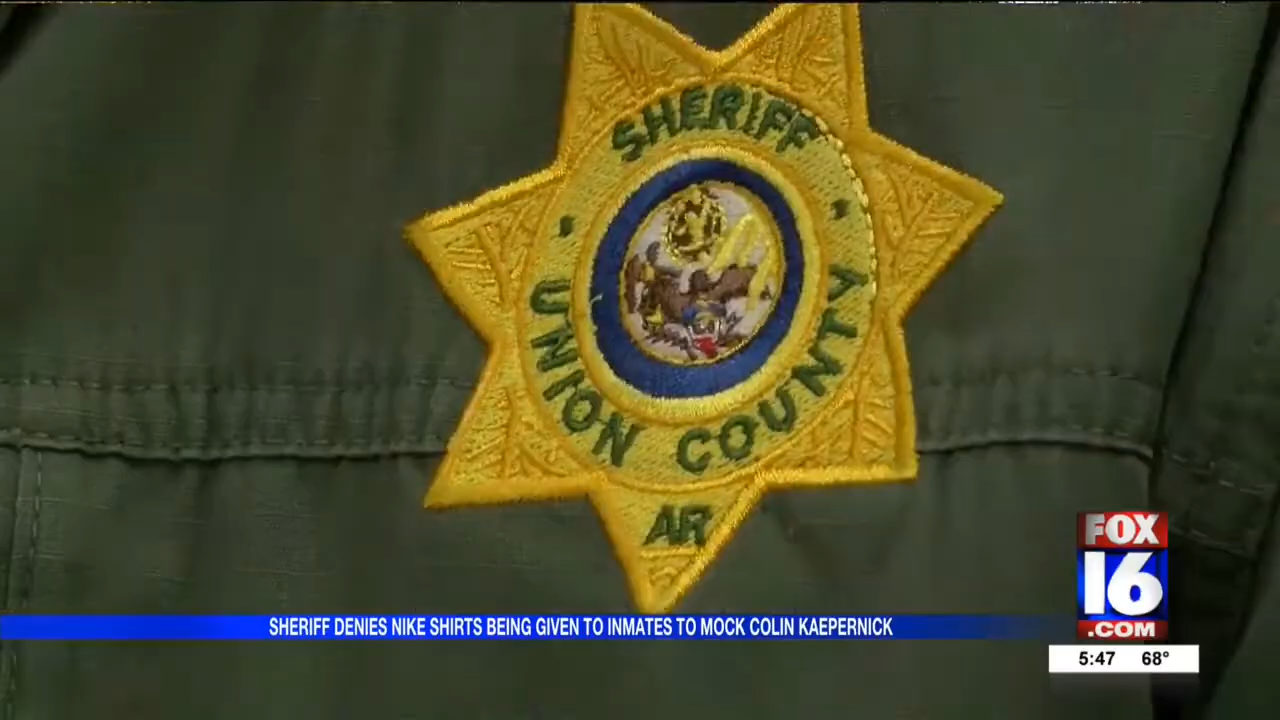 SHERIFF
UNION COUNTY
AR
SHERIFF DENIES NIKE SHIRTS BEING GIVEN TO INMATES TO MOCK COLIN KAEPERNICK
FOX
16
.COM
5:47 68°